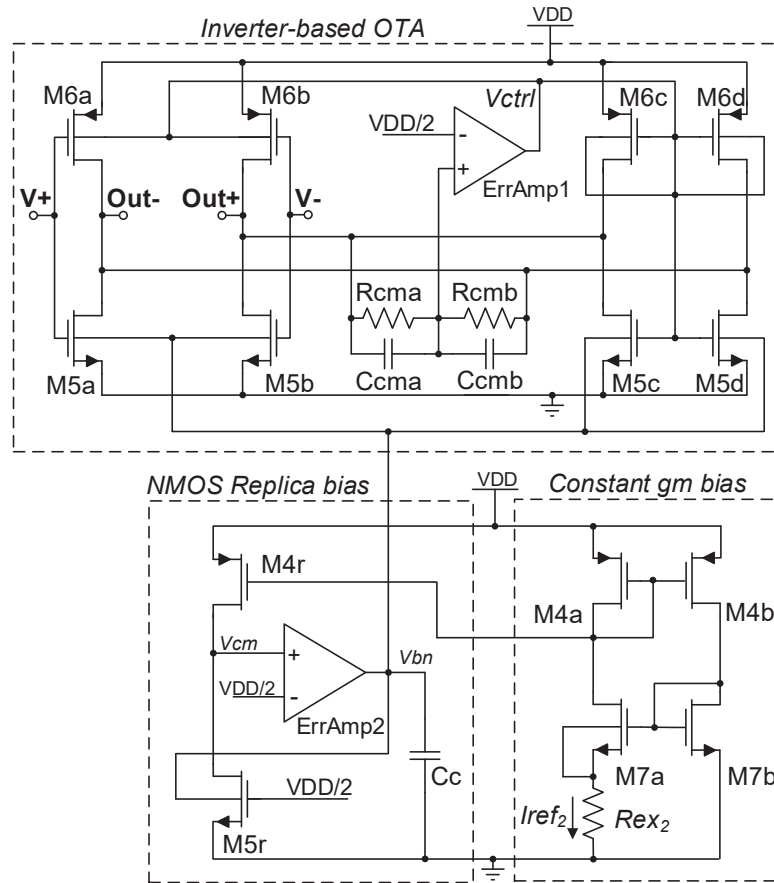 Inverter-based OTA
VDD
M6a
M6b
Vctrl
M6c
M6d
VDD/2
-
+
ErrAmp1
V+
Out-
Out+
V-
Rcma
Rcmb
Ccma
Ccmb
M5a
M5b
M5c
M5d
NMOS Replica bias
VDD
Constant gm bias
M4r
M4a
M4b
Vcm
+
Vbn
VDD/2
-
ErrAmp2
Cc
M7a
M7b
VDD/2
M5r
Iref2
Rex2